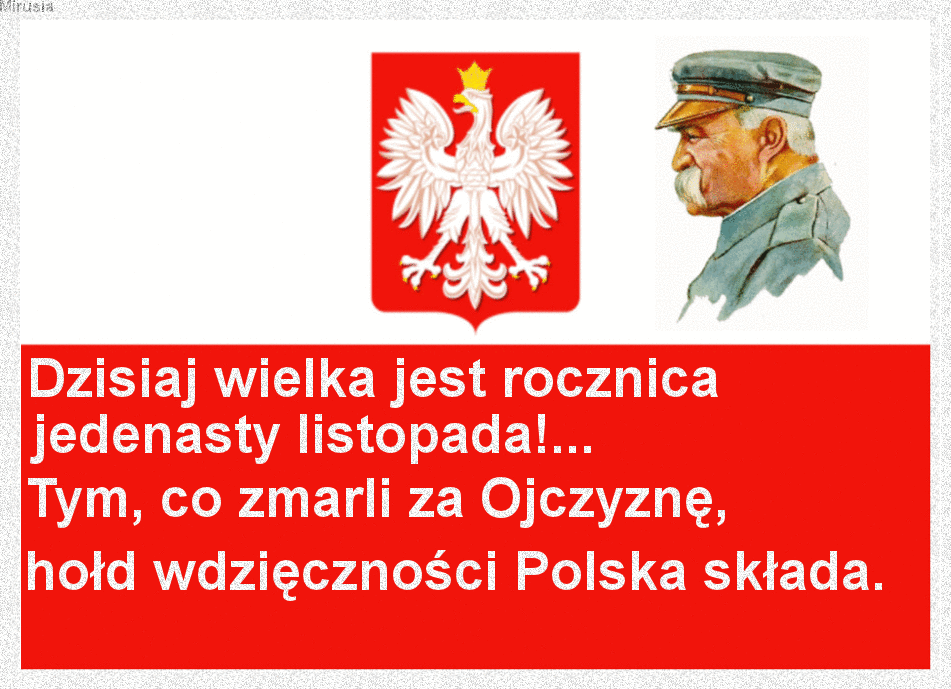 Mirusia
Dzisiaj wielka jest rocznica
jedenasty listopada!...
Tym, co zmarli za Ojczyznę,
hołd wdzięczności Polska składa.